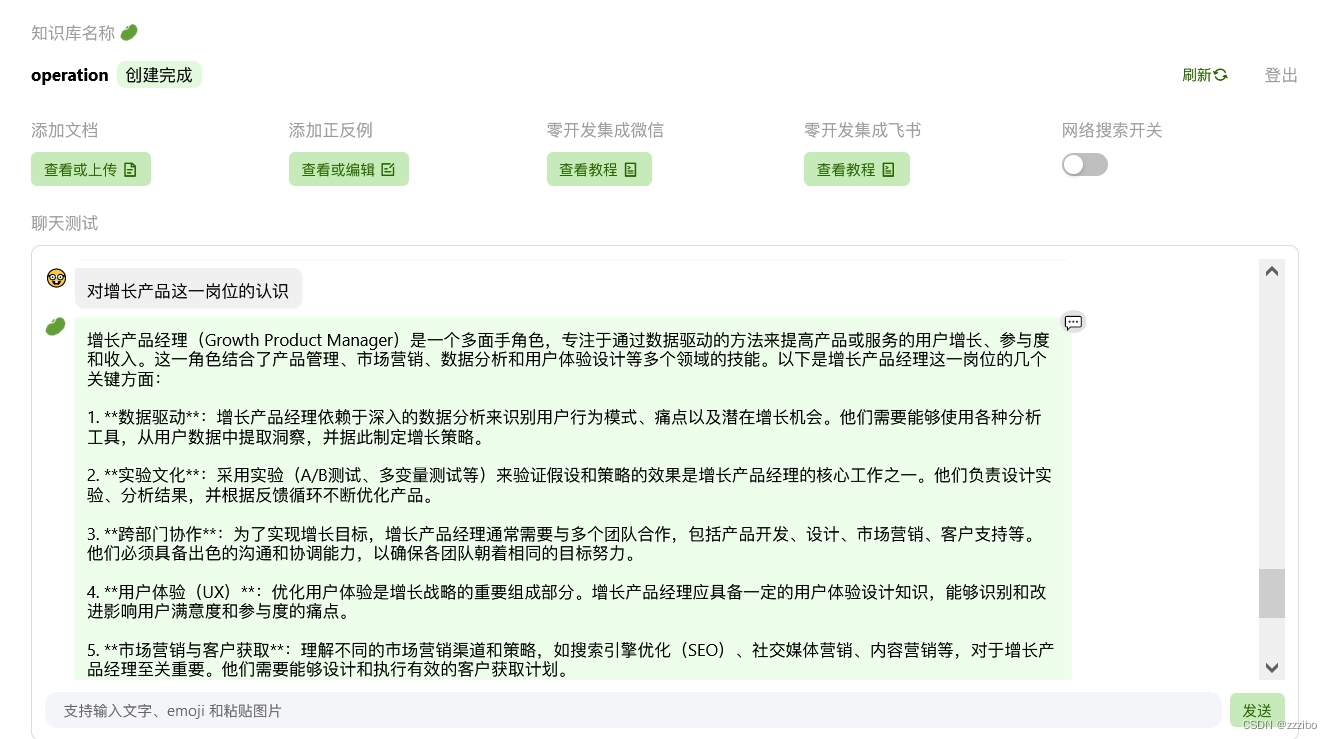 知识库名称
operation 创建完成 刷新 登出
添加文档 添加正反例 零开发集成微信 零开发集成飞书 网络搜索开关
查看或上传 查看或编辑 查看教程 查看教程
聊天测试
对增长产品这一岗位的认识
增长产品经理（Growth Product Manager）是一个多面手角色，专注于通过数据驱动的方法来提高产品或服务的用户增长、参与度
和收入。这一角色结合了产品管理、市场营销、数据分析和用户体验设计等多个领域的技能。以下是增长产品经理这一岗位的几个
关键方面：
1. **数据驱动**：增长产品经理依赖于深入的数据分析来识别用户行为模式、痛点以及潜在增长机会。他们需要能够使用各种分析
工具，从用户数据中提取洞察，并据此制定增长策略。
2. **实验文化**：采用实验（A/B测试、多变量测试等）来验证假设和策略的效果是增长产品经理的核心工作之一。他们负责设计实
验、分析结果，并根据反馈循环不断优化产品。
3. **跨部门协作**：为了实现增长目标，增长产品经理通常需要与多个团队合作，包括产品开发、设计、市场营销、客户支持等。
他们必须具备出色的沟通和协调能力，以确保各团队朝着相同的目标努力。
4. **用户体验（UX）**：优化用户体验是增长战略的重要组成部分。增长产品经理应具备一定的用户体验设计知识，能够识别和改
进影响用户满意度和参与度的痛点。
5. **市场营销与客户获取**：理解不同的市场营销渠道和策略，如搜索引擎优化（SEO）、社交媒体营销、内容营销等，对于增长产
品经理至关重要。他们需要能够设计和执行有效的客户获取计划。
支持输入文字、emoji 和粘贴图片 发送
CSDN @zzzibo